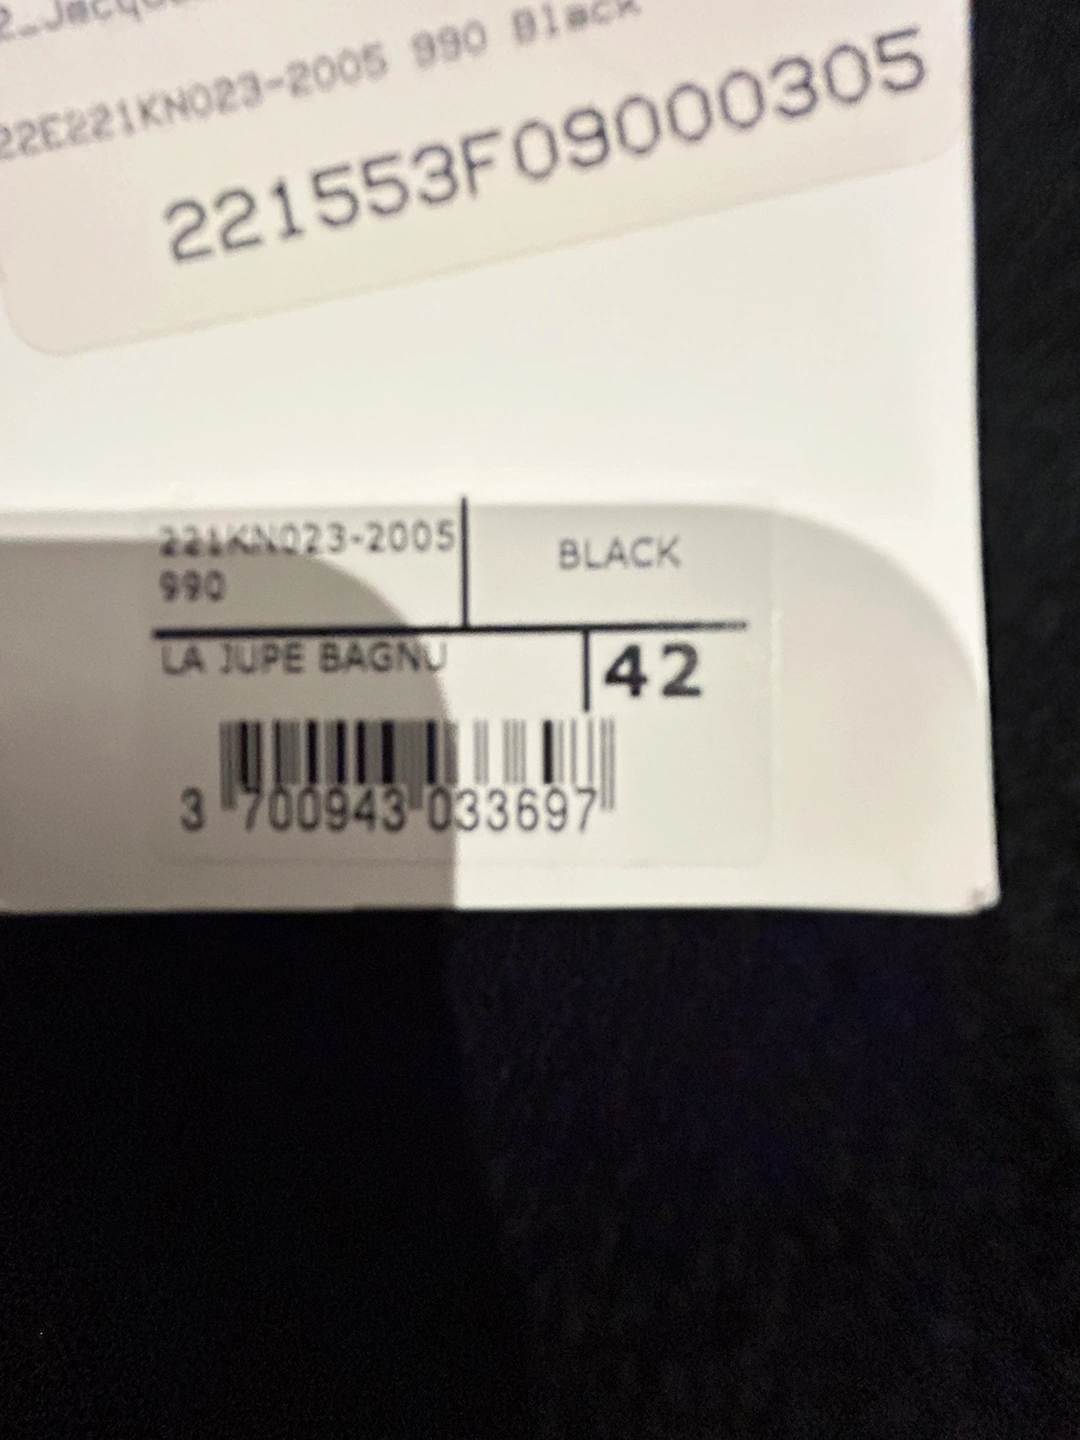 22E221KN023-2005 990 Black
221553F09000305
221KN023-2005
990
BLACK
LA JUPE BAGNU
42
3 700943 033697